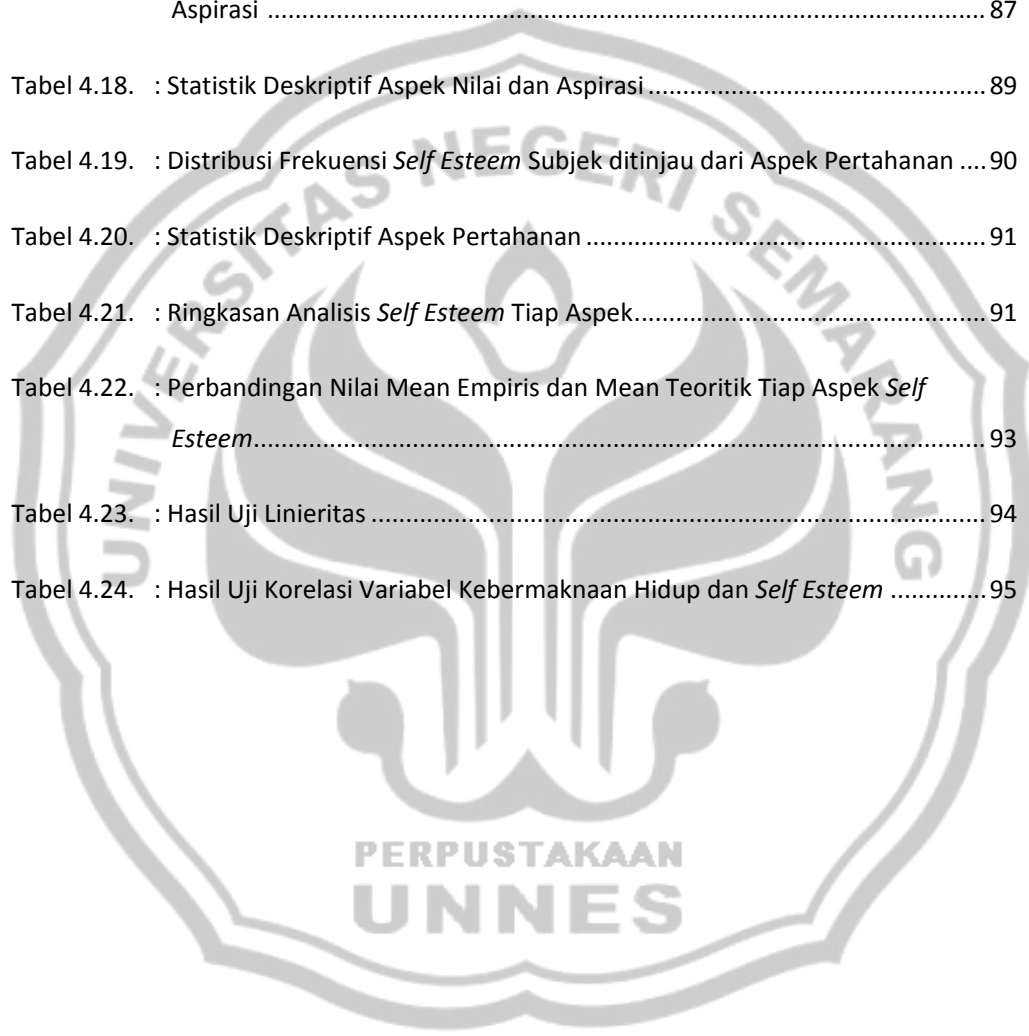 Aspirasi ........................................................................................................ 87
Tabel 4.18. : Statistik Deskriptif Aspek Nilai dan Aspirasi ..................................................... 89
Tabel 4.19. : Distribusi Frekuensi Self Esteem Subjek ditinjau dari Aspek Pertahanan .... 90
Tabel 4.20. : Statistik Deskriptif Aspek Pertahanan .............................................................. 91
Tabel 4.21. : Ringkasan Analisis Self Esteem Tiap Aspek....................................................... 91
Tabel 4.22. : Perbandingan Nilai Mean Empiris dan Mean Teoritik Tiap Aspek Self
Esteem.......................................................................................................... 93
Tabel 4.23. : Hasil Uji Linieritas .............................................................................................. 94
Tabel 4.24. : Hasil Uji Korelasi Variabel Kebermaknaan Hidup dan Self Esteem .............. 95
UNIVERSITAS NEGERI SEMARANG
PERPUSTAKAAN
UNNES